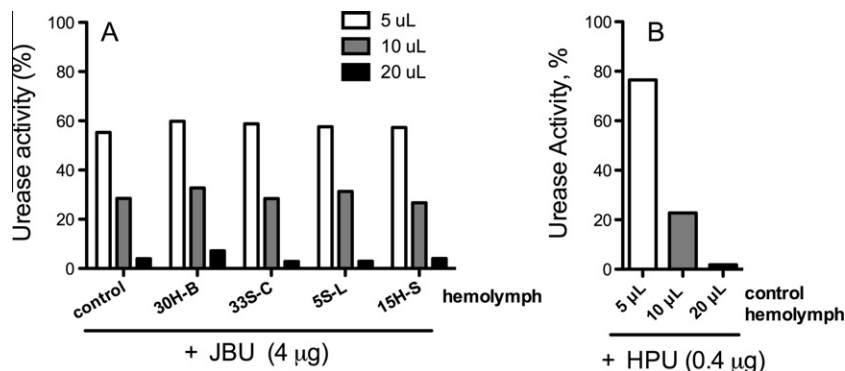 A
Urease activity (%)
100
80
60
40
20
0
5 uL
10 uL
20 uL
control
30H-B
33S-C
5S-L
15H-S
hemolymph
+ JBU (4 μg)
B
Urease Activity, %
100
80
60
40
20
0
5 μL
10 μL
20 μL
control
hemolymph
+ HPU (0.4 μg)